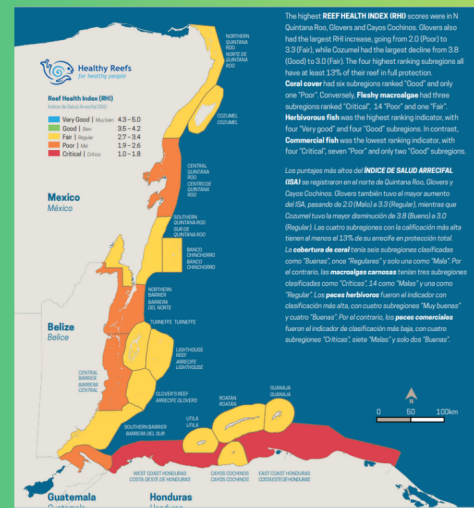 Healthy Reefs
for healthy people
Reef Health Index (RHI)
Índice de Salud Arrecifal (ISA)
Very Good | Muy bien 4.3 - 5.0
Good | Bien 3.5 - 4.2
Fair | Regular 2.7 - 3.4
Poor | Mal 1.9 - 2.6
Critical | Crítico 1.0 - 1.8
The highest REEF HEALTH INDEX (RHI) scores were in N
Quintana Roo, Glovers and Cayos Cochinos. Glovers also
had the largest RHI increase, going from 2.0 (Poor) to
3.3 (Fair), while Cozumel had the largest decline from 3.8
(Good) to 3.0 (Fair). The four highest ranking subregions all
have at least 13% of their reef in full protection.
Coral cover had six subregions ranked "Good" and only
one "Poor". Conversely, Fleshy macroalgae had three
subregions ranked "Critical", 14 "Poor" and one "Fair".
Herbivorous fish was the highest ranking indicator, with
four "Very good" and four "Good" subregions. In contrast,
Commercial fish was the lowest ranking indicator, with
four "Critical", seven "Poor" and only two "Good" subregions.
Los puntajes más altos del ÍNDICE DE SALUD ARRECIFAL
(ISA) se registraron en el norte de Quintana Roo, Glovers y
Cayos Cochinos. Glovers también tuvo el mayor aumento
del ISA, pasando de 2.0 (Malo) a 3.3 (Regular), mientras que
Cozumel tuvo la mayor disminución de 3.8 (Bueno) a 3.0
(Regular). Las cuatro subregiones con la calificación más alta
tienen al menos el 13% de su arrecife en protección total.
La cobertura de coral tenía seis subregiones clasificadas
como "Buenas", once "Regulares" y solo una como "Mala". Por
el contrario, las macroalgas carnosas tenían tres subregiones
clasificadas como "Críticas", 14 como "Malas" y una como
"Regular". Los peces herbívoros fueron el indicador con
clasificación más alta, con cuatro subregiones "Muy buenas"
y cuatro "Buenas". Por el contrario, los peces comerciales
fueron el indicador de clasificación más baja, con cuatro
subregiones "Críticas", siete "Malas" y solo dos "Buenas".
NORTHERN
QUINTANA
ROO
NORTE DE
QUINTANA
ROO
COZUMEL
COZUMEL
CENTRAL
QUINTANA
ROO
CENTRO DE
QUINTANA
ROO
Mexico
México
SOUTHERN
QUINTANA ROO
SUR DE
QUINTANA ROO
BANCO
CHINCHORRO
BANCO
CHINCHORRO
NORTHERN
BARRIER
BARRERA
DEL NORTE
TURNEFFE TURNEFFE
Belize
Belice
LIGHTHOUSE
REEF
ARRECIFE
LIGHTHOUSE
CENTRAL
BARRIER
BARRERA
CENTRAL
GLOVER'S REEF
ARRECIFE GLOVERS
SOUTHERN BARRIER
BARRERA DEL SUR
UTILA
UTILA
ROATAN
ROATÁN
GUANAJA
GUANAJA
N
0 50 100km
WEST COAST HONDURAS
COSTA OESTE DE HONDURAS
CAYOS COCHINOS
CAYOS COCHINOS
EAST COAST HONDURAS
COSTA ESTE DE HONDURAS
Guatemala
Guatemala
Honduras
Honduras